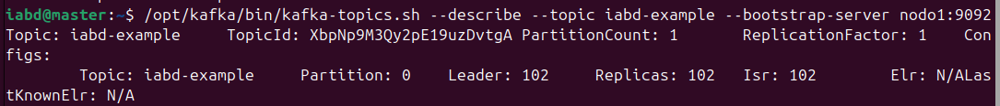 iabd@master:~$ /opt/kafka/bin/kafka-topics.sh --describe --topic iabd-example --bootstrap-server nodo1:9092
Topic: iabd-example     TopicId: XbpNp9M3Qy2pE19uzDvtgA PartitionCount: 1       ReplicationFactor: 1    Con
figs:
        Topic: iabd-example     Partition: 0    Leader: 102     Replicas: 102   Isr: 102        Elr: N/ALas
tKnownElr: N/A